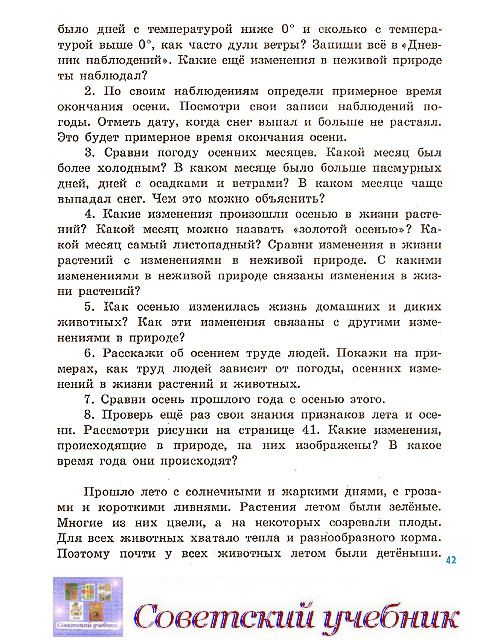 было дней с температурой ниже 0° и сколько с темпера-
турой выше 0°, как часто дули ветры? Запиши всё в «Днев-
ник наблюдений». Какие ещё изменения в неживой природе
ты наблюдал?
2. По своим наблюдениям определи примерное время
окончания осени. Посмотри свои записи наблюдений по-
годы. Отметь дату, когда снег выпал и больше не растаял.
Это будет примерное время окончания осени.
3. Сравни погоду осенних месяцев. Какой месяц был
более холодным? В каком месяце было больше пасмурных
дней, дней с осадками и ветрами? В каком месяце чаще
выпадал снег. Чем это можно объяснить?
4. Какие изменения произошли осенью в жизни расте-
ний? Какой месяц можно назвать «золотой осенью»? Ка-
кой месяц самый листопадный? Сравни изменения в жизни
растений с изменениями в неживой природе. С какими
изменениями в неживой природе связаны изменения в жиз-
ни растений?
5. Как осенью изменилась жизнь домашних и диких
животных? Как эти изменения связаны с другими изме-
нениями в природе?
6. Расскажи об осеннем труде людей. Покажи на при-
мерах, как труд людей зависит от погоды, осенних изме-
нений в жизни растений и животных.
7. Сравни осень прошлого года с осенью этого.
8. Проверь ещё раз свои знания признаков лета и осе-
ни. Рассмотри рисунки на странице 41. Какие изменения,
происходящие в природе, на них изображены? В какое
время года они происходят?
Прошло лето с солнечными и жаркими днями, с гроза-
ми и короткими ливнями. Растения летом были зелёные.
Многие из них цвели, а на некоторых созревали плоды.
Для всех животных хватало тепла и разнообразного корма.
Поэтому почти у всех животных летом были детёныши.
42
Советский учебник
Советский учебник